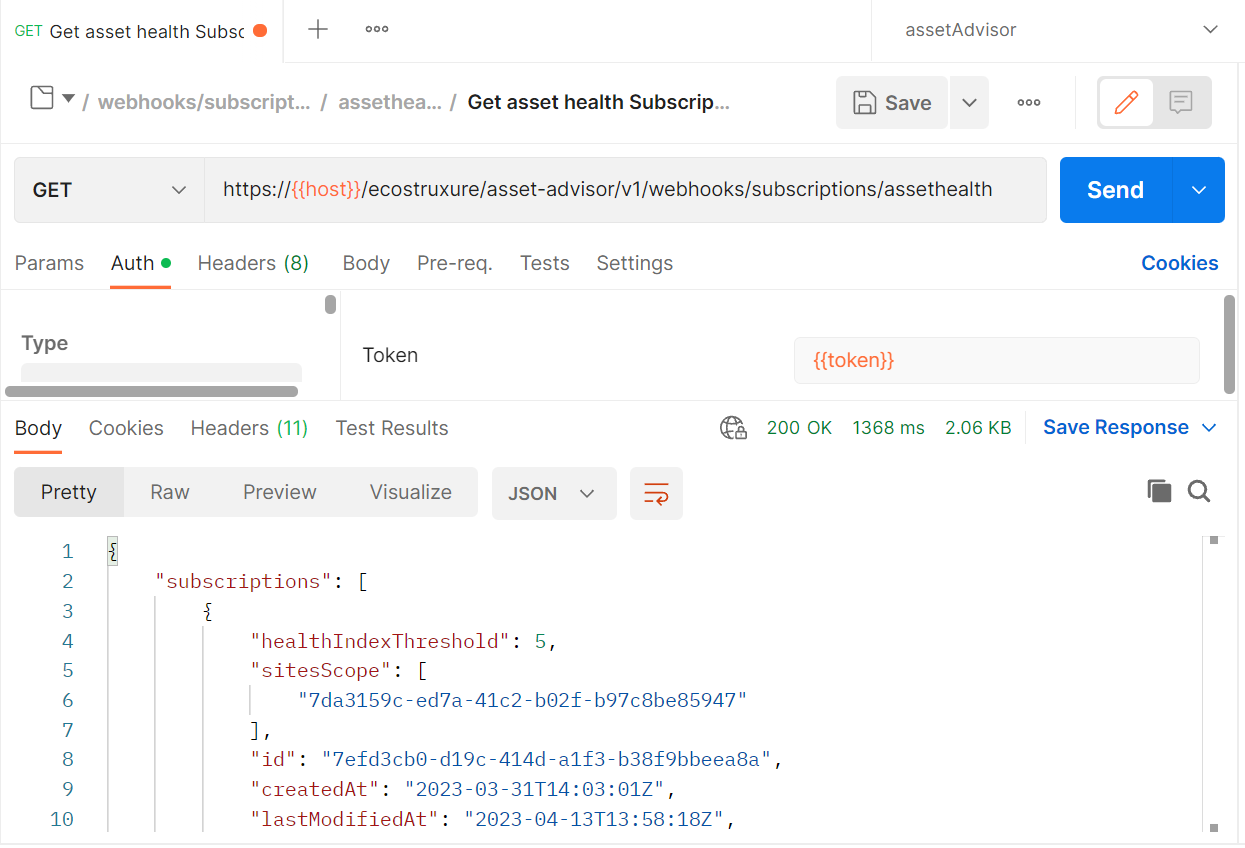 GET Get asset health Subsc
assetAdvisor
/ webhooks/subscript... / assethea... / Get asset health Subscrip...
Save
GET
https://{{host}}/ecostruxure/asset-advisor/v1/webhooks/subscriptions/assethealth
Send
Params Auth Headers (8) Body Pre-req. Tests Settings Cookies
Type
Token
{{token}}
Body Cookies Headers (11) Test Results 200 OK 1368 ms 2.06 KB Save Response
Pretty Raw Preview Visualize JSON
1 {
2 "subscriptions": [
3 {
4 "healthIndexThreshold": 5,
5 "sitesScope": [
6 "7da3159c-ed7a-41c2-b02f-b97c8be85947"
7 ],
8 "id": "7efd3cb0-d19c-414d-a1f3-b38f9bbeea8a",
9 "createdAt": "2023-03-31T14:03:01Z",
10 "lastModifiedAt": "2023-04-13T13:58:18Z",